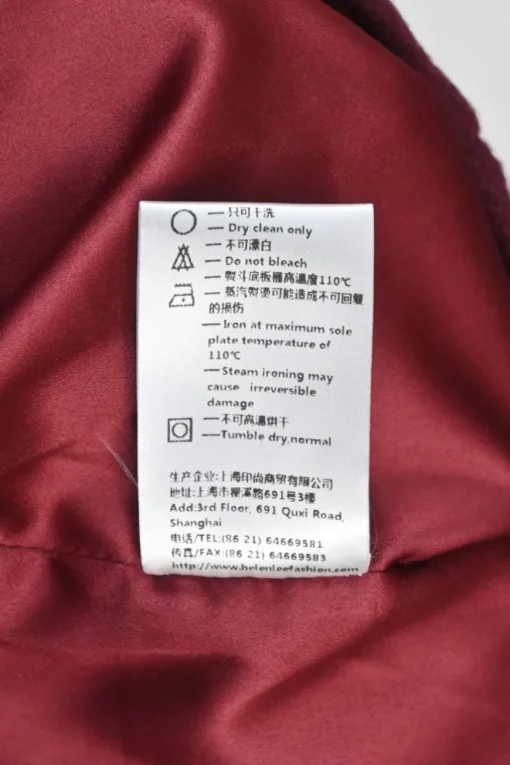 — 只可干洗
— Dry clean only
— 不可漂白
— Do not bleach
— 熨斗底板最高温度110℃
— 蒸汽熨烫可能造成不可回复
的损伤
— Iron at maximum sole
plate temperature of
110℃
— Steam ironing may
cause irreversible
damage
— 不可高温烘干
— Tumble dry,normal
生产企业:上海印尚商贸有限公司
地址:上海市瞿溪路691号3楼
Add:3rd Floor, 691 Quxi Road,
Shanghai
电话/TEL:(86 21) 64669581
传真/FAX:(86 21) 64669583
http://www.helenleefashion.com